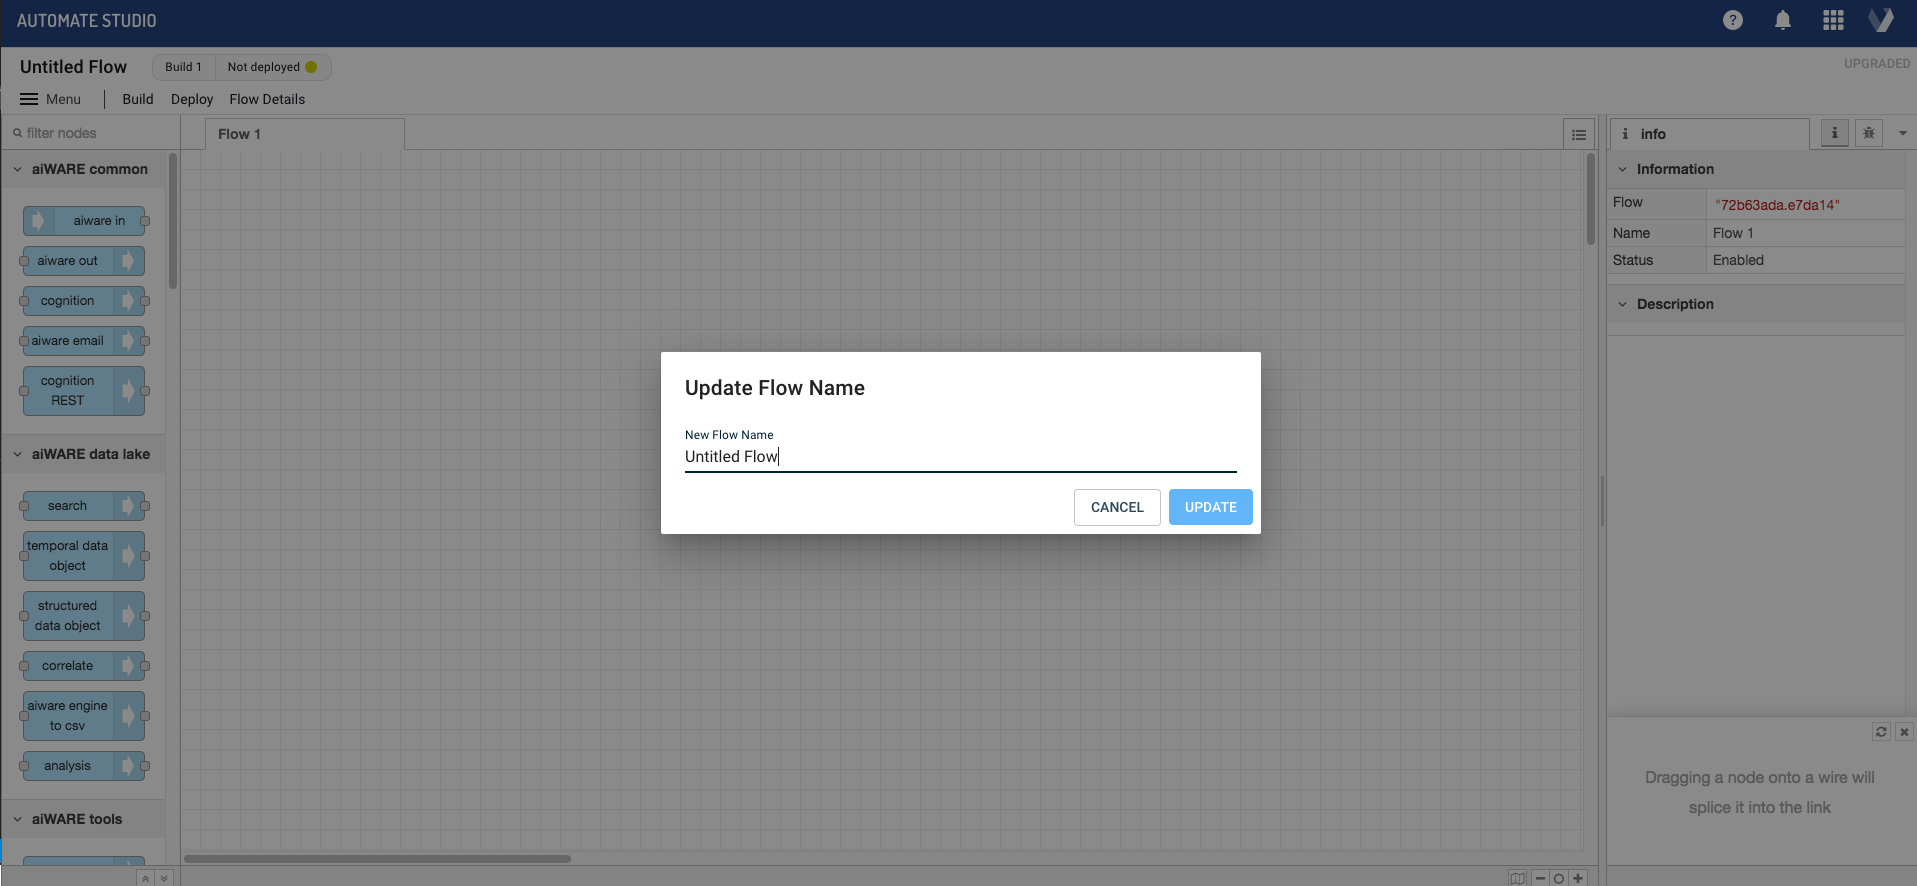 AUTOMATE STUDIO
?
Untitled Flow
Build 1
Not deployed
UPGRADED
Menu
Build
Deploy
Flow Details
filter nodes
Flow 1
i info
i
aiWARE common
aiware in
aiware out
cognition
aiware email
cognition
REST
aiWARE data lake
search
temporal data
object
structured
data object
correlate
aiware engine
to csv
analysis
aiWARE tools
Update Flow Name
New Flow Name
Untitled Flow
CANCEL
UPDATE
Information
Flow "72b63ada.e7da14"
Name Flow 1
Status Enabled
Description
Dragging a node onto a wire will
splice it into the link